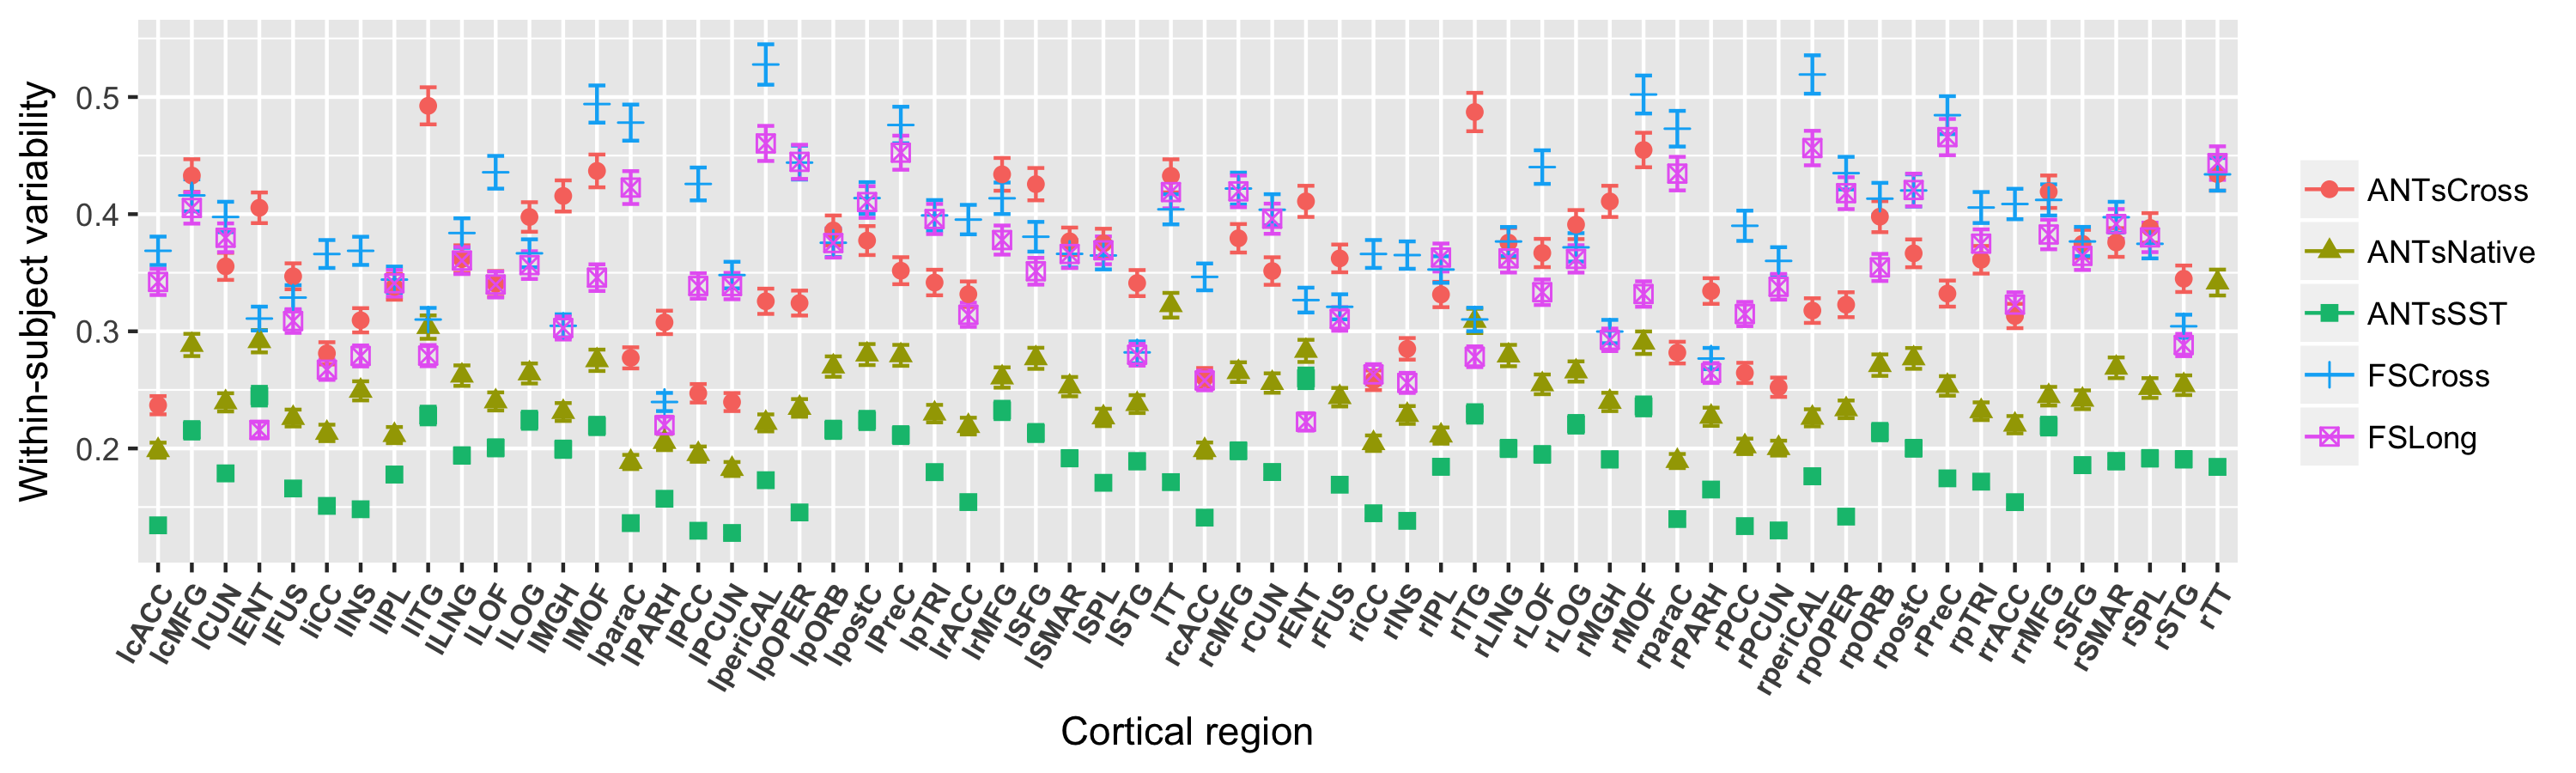 Within-subject variability
0.5
0.4
0.3
0.2
lcACC
lcMFG
lCUN
lENT
lFUS
liCC
lINS
lIPL
lITG
lLING
lLOF
lLOG
lMGH
lMOF
lparaC
lPARH
lPCC
lPCUN
lperiCAL
lpOPER
lpORB
lpostC
lPreC
lpTRI
lrACC
lrMFG
lSFG
lSMAR
lSPL
lSTG
lTT
rcACC
rcMFG
rCUN
rENT
rFUS
riCC
rINS
rIPL
rITG
rLING
rLOF
rLOG
rMGH
rMOF
rparaC
rPARH
rPCC
rPCUN
rperiCAL
rpOPER
rpORB
rpostC
rPreC
rpTRI
rrACC
rrMFG
rSFG
rSMAR
rSPL
rSTG
rTT
Cortical region
ANTsCross
ANTsNative
ANTsSST
FSCross
FSLong